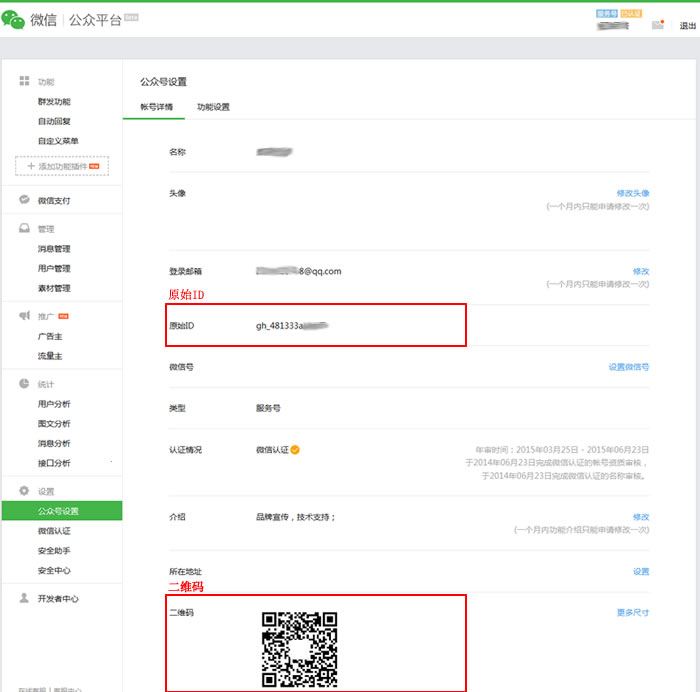 微信 | 公众平台 Beta
服务号 已认证
退出
功能
群发功能
自动回复
自定义菜单
+ 添加功能插件
微信支付
管理
消息管理
用户管理
素材管理
推广
广告主
流量主
统计
用户分析
图文分析
消息分析
接口分析
设置
公众号设置
微信认证
安全助手
安全中心
开发者中心
公众号设置
帐号详情 功能设置
名称
头像 修改头像
(一个月内只能申请修改一次)
登录邮箱 8@qq.com 修改
(一个月内只能申请修改一次)
原始ID
原始ID gh_481333a
微信号 设置微信号
类型 服务号
认证情况 微信认证 年审时间：2015年03月25日 - 2015年06月23日
于2014年06月23日完成微信认证的帐号资质审核，
于2014年06月23日完成微信认证的名称审核。
介绍 品牌宣传，技术支持； 修改
(一个月内功能介绍只能申请修改一次)
所在地址 设置
二维码
二维码 更多尺寸